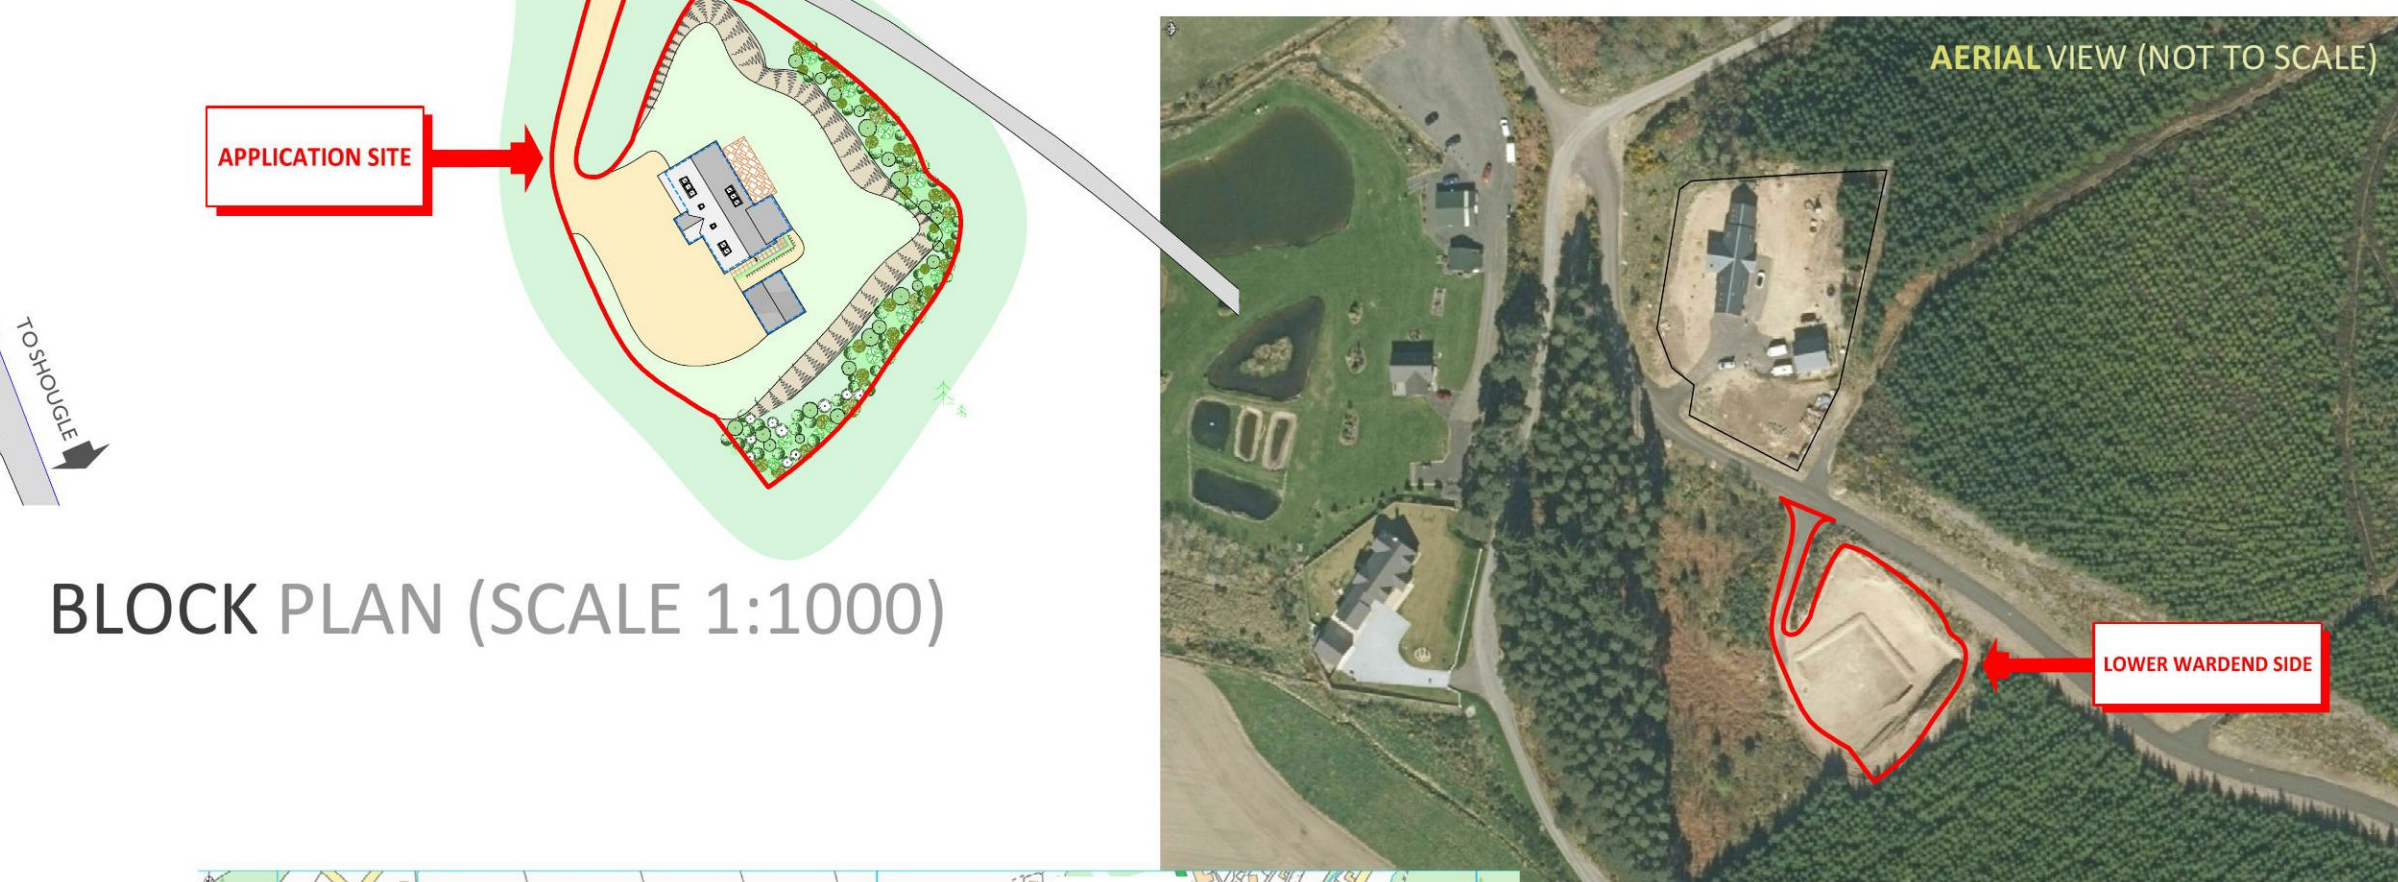 AERIAL VIEW (NOT TO SCALE)
APPLICATION SITE
TO SHOUGLE
BLOCK PLAN (SCALE 1:1000)
LOWER WARDEND SIDE